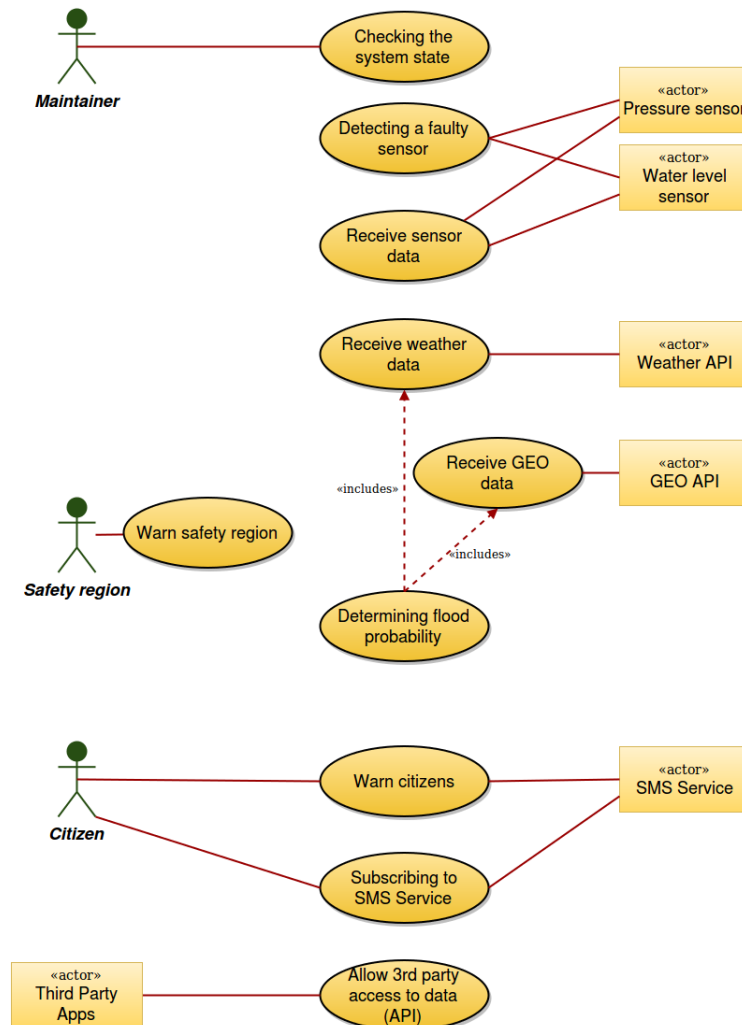 Checking the
system state
Maintainer
«actor»
Pressure sensor
Detecting a faulty
sensor
«actor»
Water level
sensor
Receive sensor
data
Receive weather
data
«actor»
Weather API
Receive GEO
data
«actor»
GEO API
«includes»
Warn safety region
«includes»
Safety region
Determining flood
probability
Warn citizens
«actor»
SMS Service
Citizen
Subscribing to
SMS Service
«actor»
Third Party
Apps
Allow 3rd party
access to data
(API)